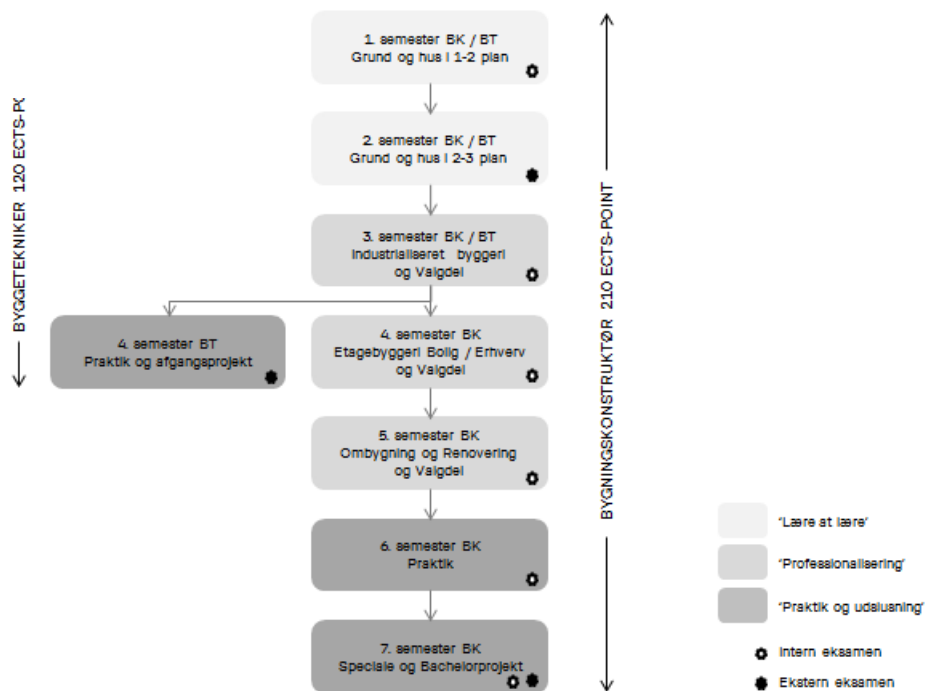 1. semester BK / BT
Grund og hus i 1-2 plan
2. semester BK / BT
Grund og hus i 2-3 plan
3. semester BK / BT
Industrialiseret byggeri
og Valgdel
4. semester BT
Praktik og afgangsprojekt
4. semester BK
Etagebyggeri Bolig / Erhverv
og Valgdel
5. semester BK
Ombygning og Renovering
og Valgdel
6. semester BK
Praktik
7. semester BK
Speciale og Bachelorprojekt
BYGGETEKNIKER 120 ECTS-PO
BYGNINGSKONSTRUKTØR 210 ECTS-POINT
'Lære at lære'
'Professionalisering'
'Praktik og udslusning'
Intern eksamen
Ekstern eksamen